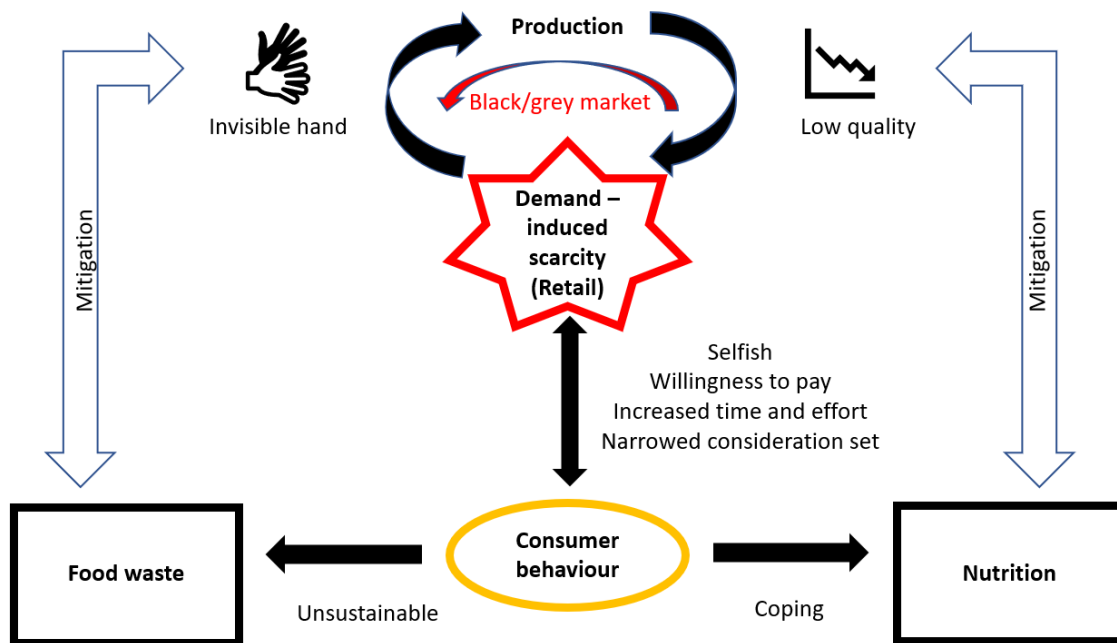 Production
Black/grey market
Invisible hand
Low quality
Demand –
induced
scarcity
(Retail)
Mitigation
Mitigation
Selfish
Willingness to pay
Increased time and effort
Narrowed consideration set
Food waste
Consumer
behaviour
Nutrition
Unsustainable
Coping